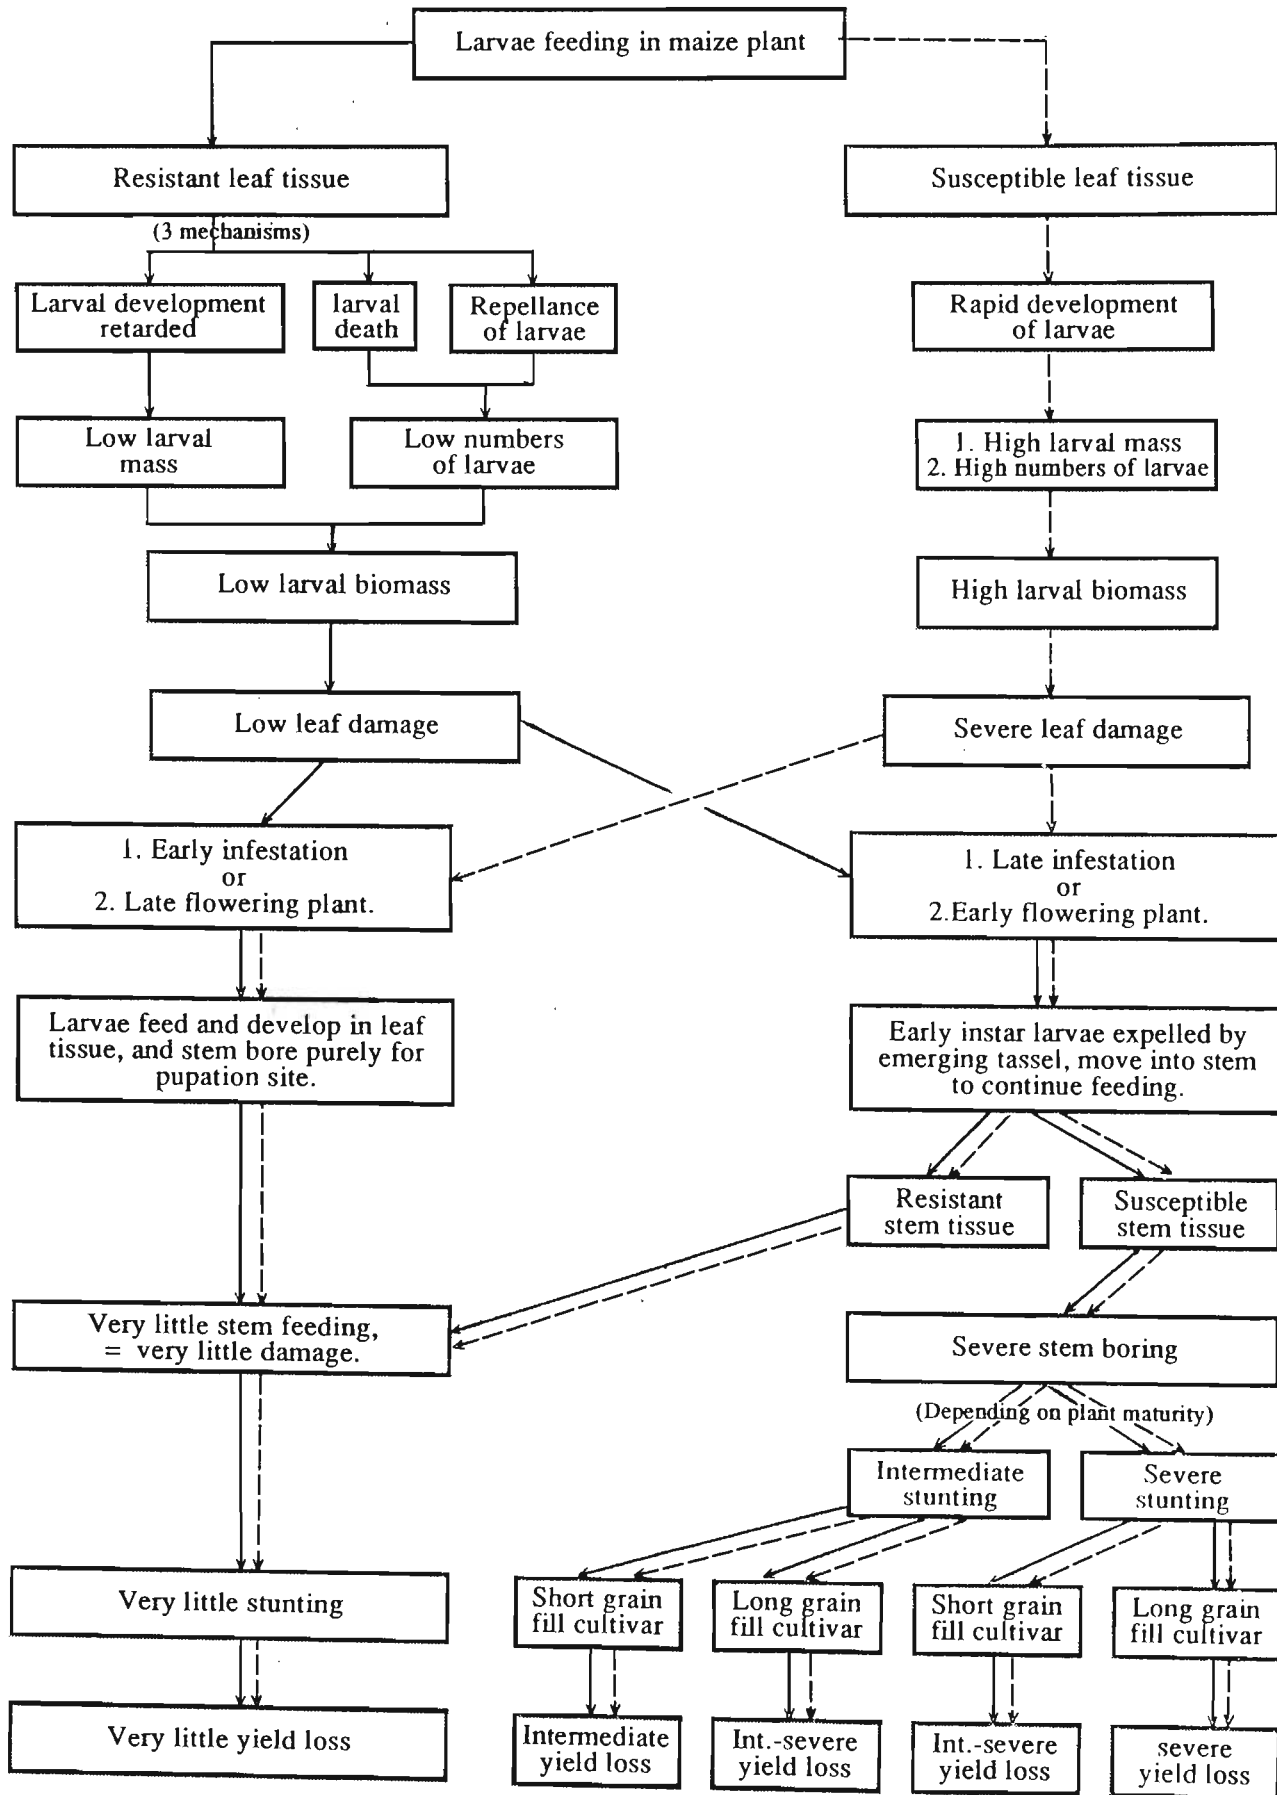 Larvae feeding in maize plant
Resistant leaf tissue
Susceptible leaf tissue
(3 mechanisms)
Larval development
retarded
larval
death
Repellance
of larvae
Rapid development
of larvae
Low larval
mass
Low numbers
of larvae
1. High larval mass
2. High numbers of larvae
Low larval biomass
High larval biomass
Low leaf damage
Severe leaf damage
1. Early infestation
or
2. Late flowering plant.
1. Late infestation
or
2.Early flowering plant.
Larvae feed and develop in leaf
tissue, and stem bore purely for
pupation site.
Early instar larvae expelled by
emerging tassel, move into stem
to continue feeding.
Resistant
stem tissue
Susceptible
stem tissue
Very little stem feeding,
= very little damage.
Severe stem boring
(Depending on plant maturity)
Intermediate
stunting
Severe
stunting
Very little stunting
Short grain
fill cultivar
Long grain
fill cultivar
Short grain
fill cultivar
Long grain
fill cultivar
Very little yield loss
Intermediate
yield loss
Int.-severe
yield loss
Int.-severe
yield loss
severe
yield loss